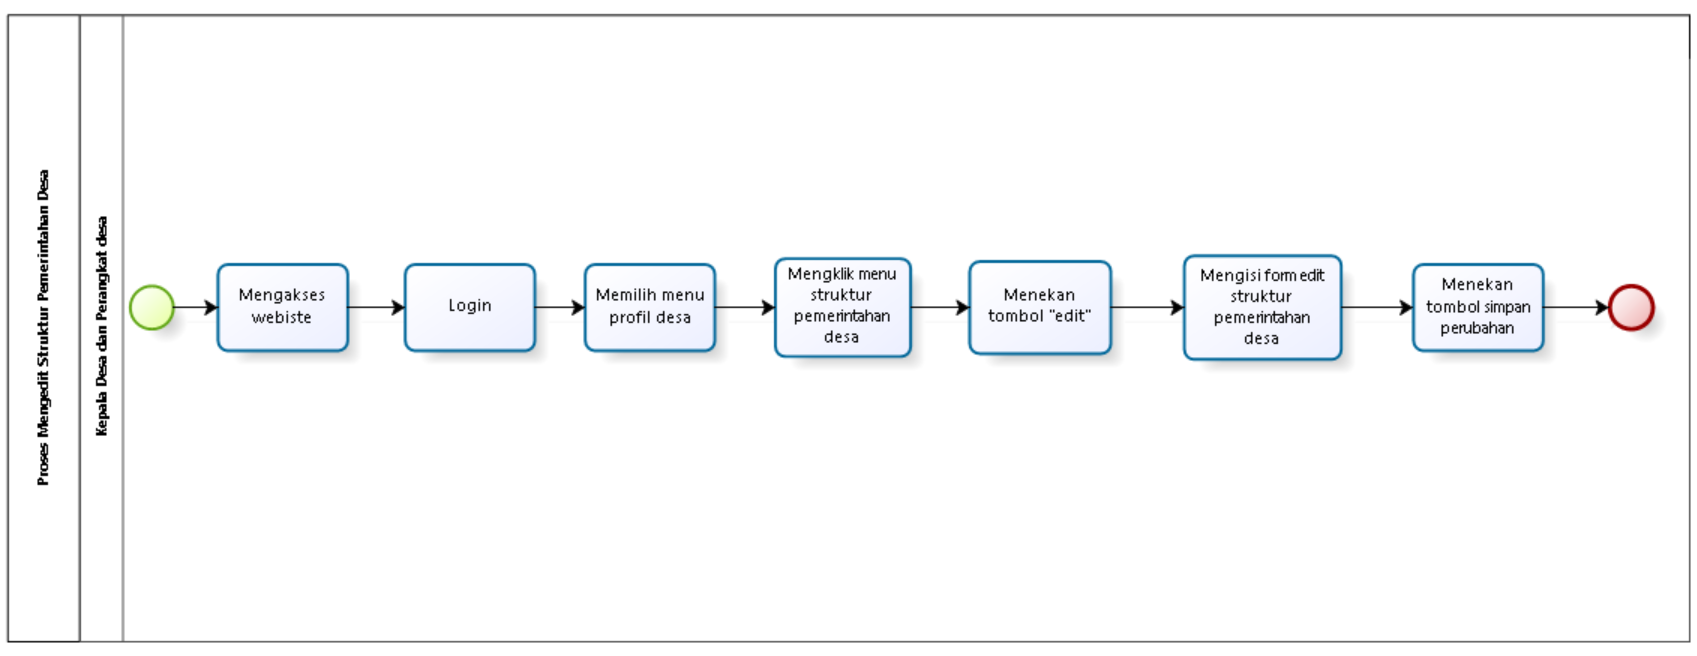 Proses Mengedit Struktur Pemerintahan Desa
Kepala Desa dan Perangkat desa
Mengakses
webiste
Login
Memilih menu
profil desa
Mengklik menu
struktur
pemerintahan
desa
Menekan
tombol "edit"
Mengisi form edit
struktur
pemerintahan
desa
Menekan
tombol simpan
perubahan